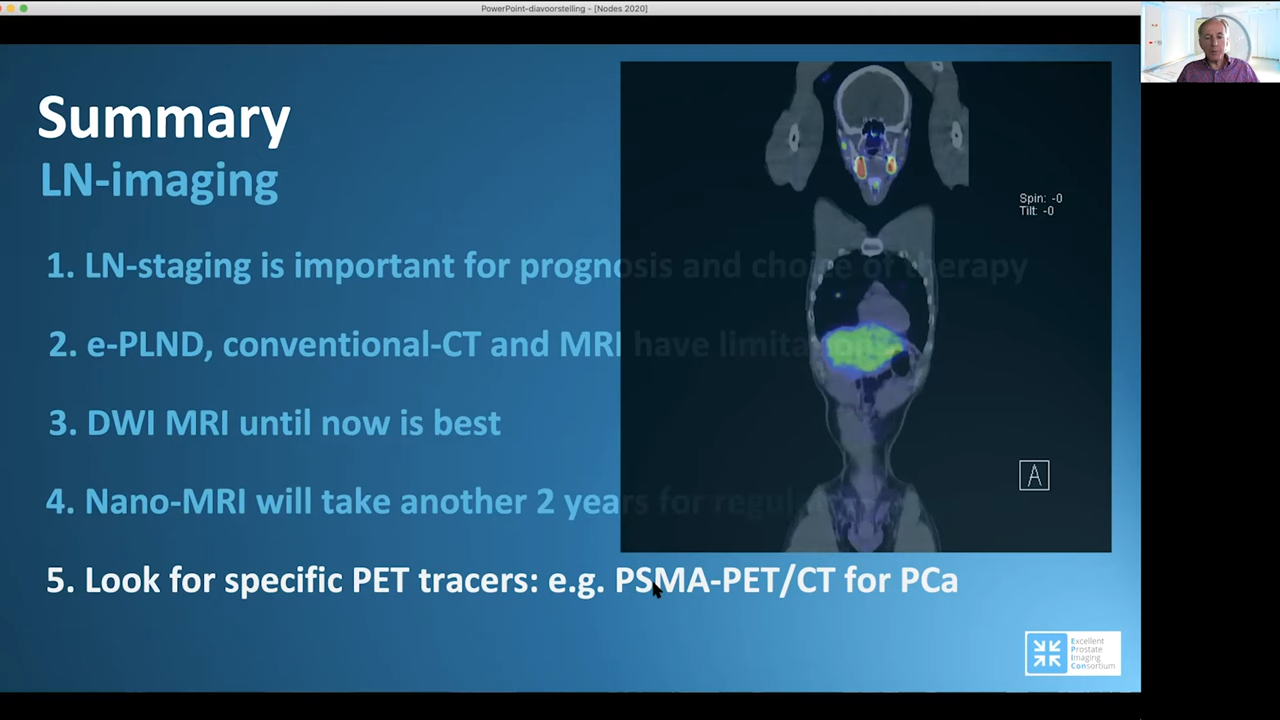 PowerPoint-diavoorstelling - [Nodes 2020]
Summary
LN-imaging
1. LN-staging is important for prognosis and choice of therapy
2. e-PLND, conventional-CT and MRI have limitations
3. DWI MRI until now is best
4. Nano-MRI will take another 2 years for
5. Look for specific PET tracers: e.g. PSMA-PET/CT for PCa
Spin: -0
Tilt: -0
A
Excellent
Prostate
Imaging
Consortium